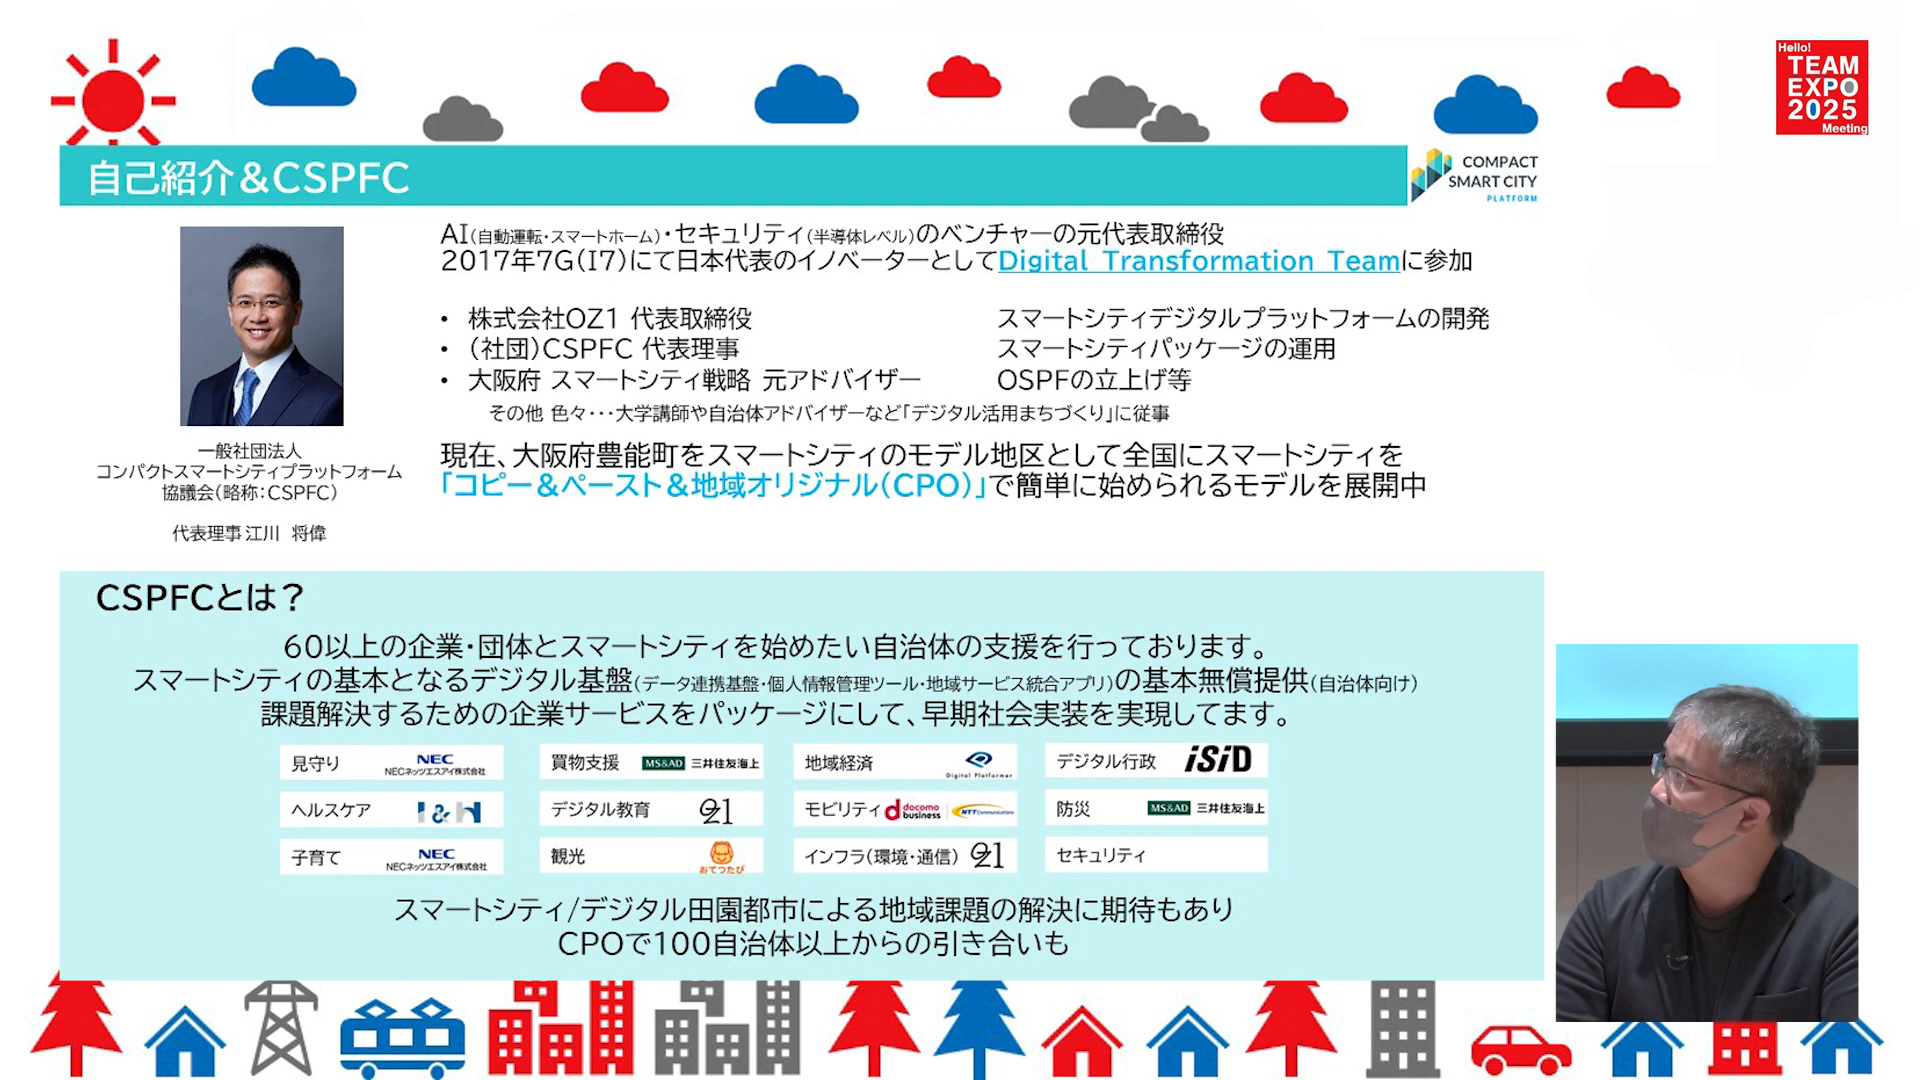 Hello!
TEAM
EXPO
2025
Meeting
自己紹介&CSPFC
COMPACT
SMART CITY
PLATFORM
AI(自動運転・スマートホーム)・セキュリティ(半導体レベル)のベンチャーの元代表取締役
2017年7G(I7)にて日本代表のイノベーターとしてDigital Transformation Teamに参加
• 株式会社OZ1 代表取締役 スマートシティデジタルプラットフォームの開発
• (社団)CSPFC 代表理事 スマートシティパッケージの運用
• 大阪府 スマートシティ戦略 元アドバイザー OSPFの立上げ等
その他 色々・・・大学講師や自治体アドバイザーなど「デジタル活用まちづくり」に従事
一般社団法人
コンパクトスマートシティプラットフォーム
協議会(略称:CSPFC)
代表理事 江川 将偉
現在、大阪府豊能町をスマートシティのモデル地区として全国にスマートシティを
「コピー&ペースト&地域オリジナル(CPO)」で簡単に始められるモデルを展開中
CSPFCとは？
60以上の企業・団体とスマートシティを始めたい自治体の支援を行っております。
スマートシティの基本となるデジタル基盤(データ連携基盤・個人情報管理ツール・地域サービス統合アプリ)の基本無償提供(自治体向け)
課題解決するための企業サービスをパッケージにして、早期社会実装を実現してます。
見守り NEC NECネッツエスアイ株式会社
買物支援 MS&AD 三井住友海上
地域経済 Digital Platformer
デジタル行政 iSiD
ヘルスケア I&H
デジタル教育
モビリティ docomo business NTT Communications
防災 MS&AD 三井住友海上
子育て NEC NECネッツエスアイ株式会社
観光 おてつたび
インフラ(環境・通信)
セキュリティ
スマートシティ/デジタル田園都市による地域課題の解決に期待もあり
CPOで100自治体以上からの引き合いも